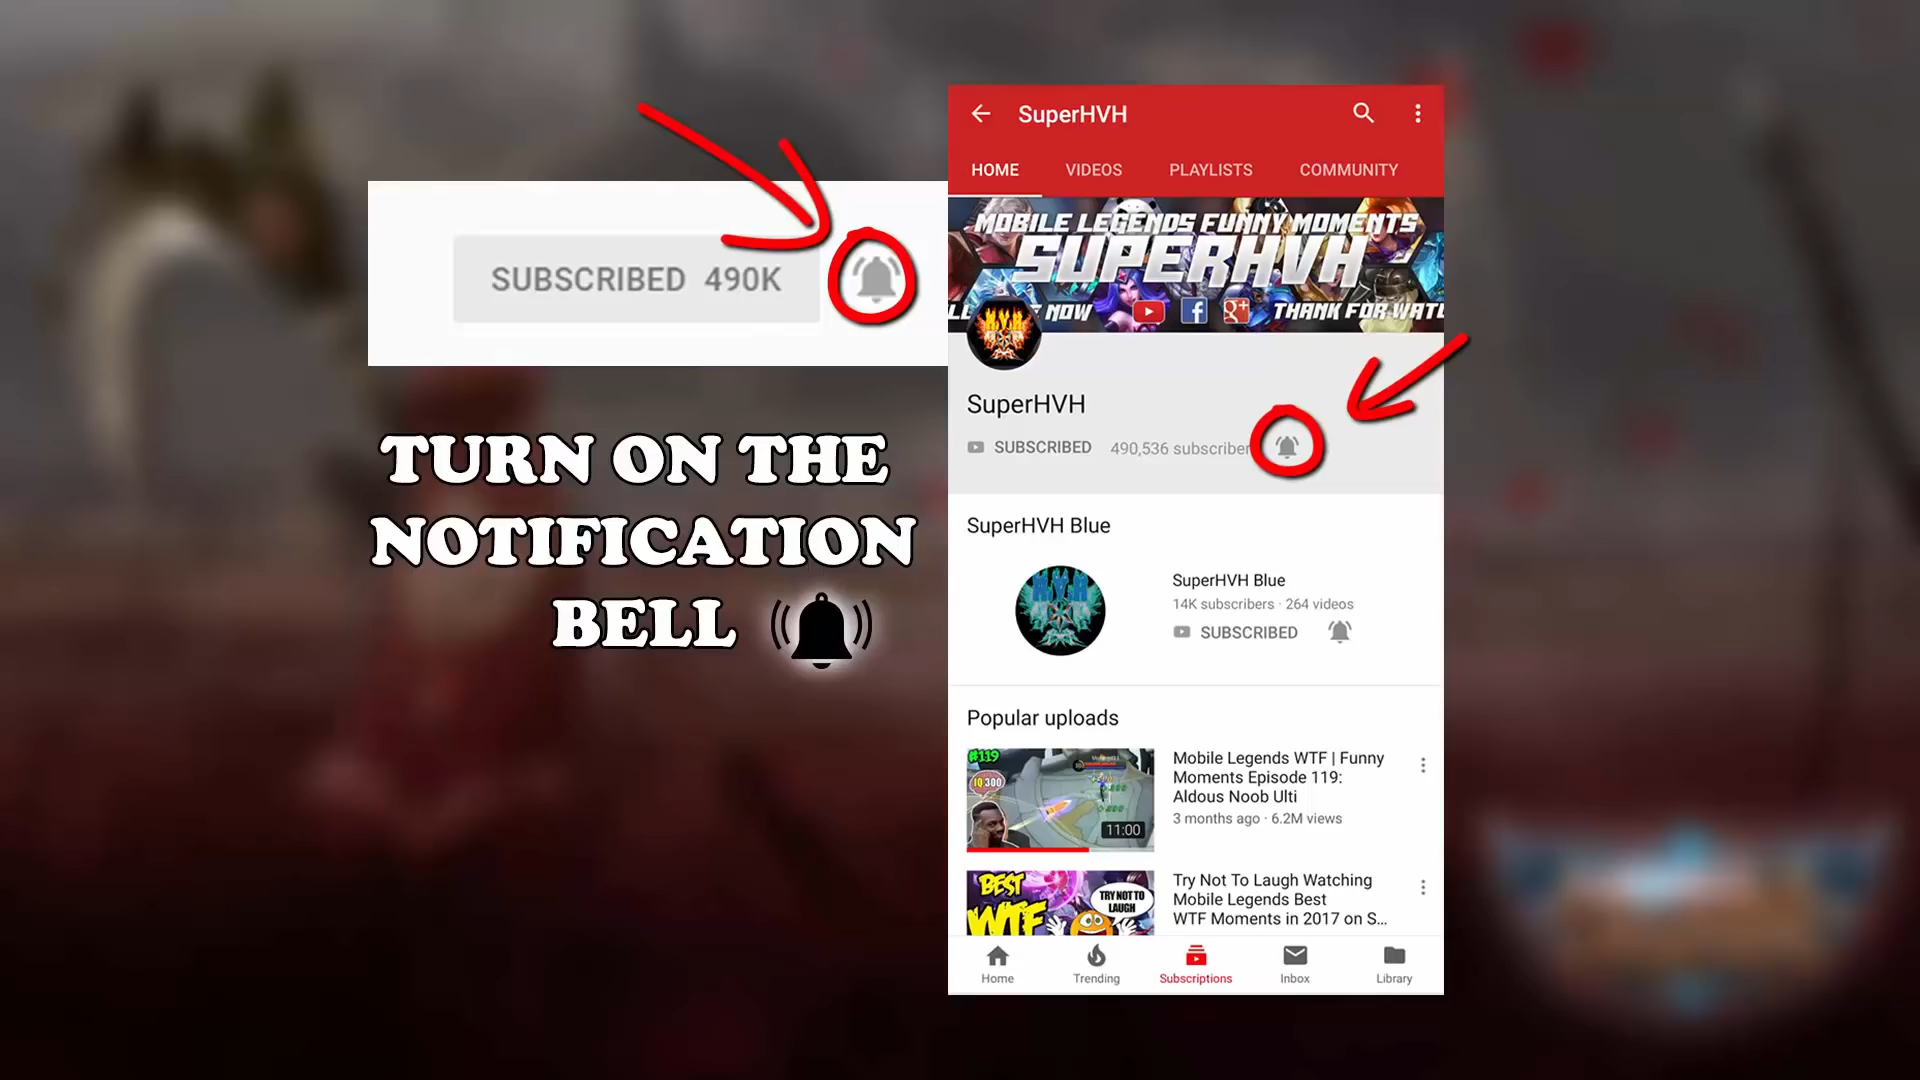 SUBSCRIBED 490K
TURN ON THE
NOTIFICATION
BELL
SuperHVH
HOME VIDEOS PLAYLISTS COMMUNITY
MOBILE LEGENDS FUNNY MOMENTS
SUPERHVH
NOW
THANK FOR WATC
H.V.H
SuperHVH
SUBSCRIBED 490,536 subscriber
SuperHVH Blue
H.V.H
SuperHVH Blue
14K subscribers · 264 videos
SUBSCRIBED
Popular uploads
#119
IQ 300
11:00
Mobile Legends WTF | Funny
Moments Episode 119:
Aldous Noob Ulti
3 months ago · 6.2M views
BEST
WTF
TRY NOT TO
LAUGH
Try Not To Laugh Watching
Mobile Legends Best
WTF Moments in 2017 on S...
Home Trending Subscriptions Inbox Library